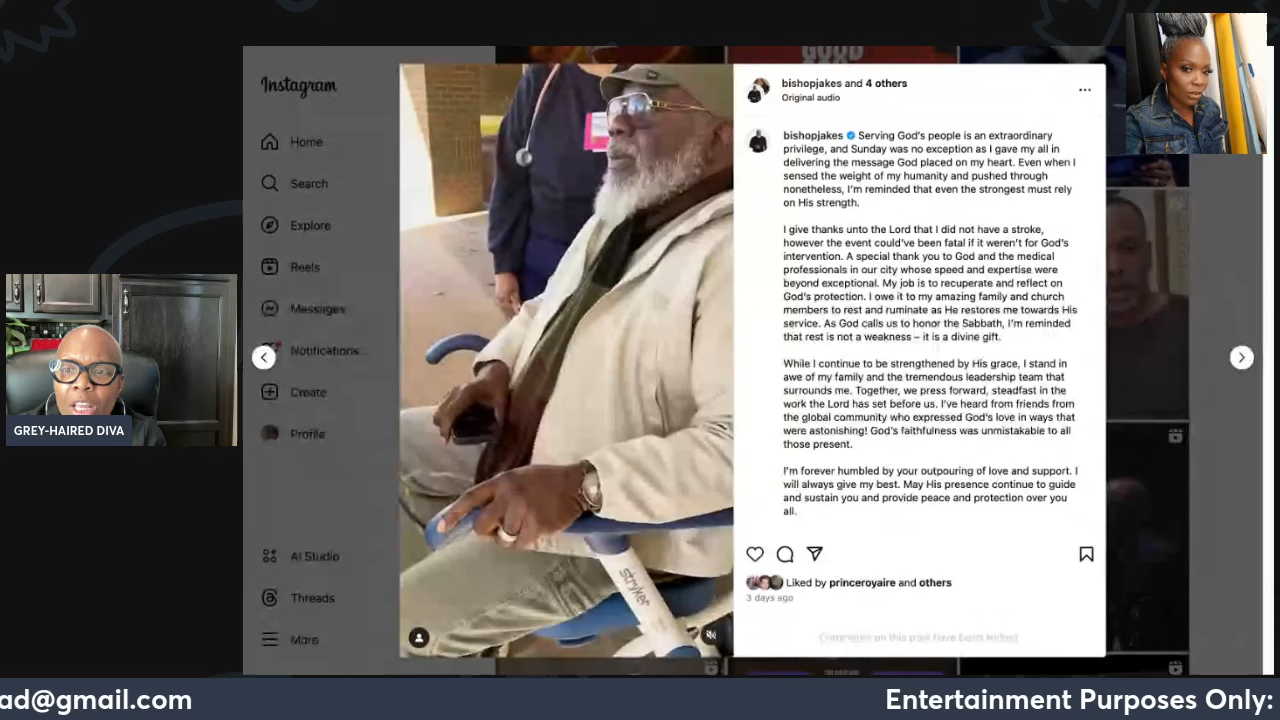 Instagram
Home
Search
Explore
Reels
Messages
Notifications
Create
Profile
AI Studio
Threads
More
stryker
bishopjakes and 4 others
Original audio
bishopjakes Serving God's people is an extraordinary
privilege, and Sunday was no exception as I gave my all in
delivering the message God placed on my heart. Even when I
sensed the weight of my humanity and pushed through
nonetheless, I'm reminded that even the strongest must rely
on His strength.
I give thanks unto the Lord that I did not have a stroke,
however the event could've been fatal if it weren't for God's
intervention. A special thank you to God and the medical
professionals in our city whose speed and expertise were
beyond exceptional. My job is to recuperate and reflect on
God's protection. I owe it to my amazing family and church
members to rest and ruminate as He restores me towards His
service. As God calls us to honor the Sabbath, I'm reminded
that rest is not a weakness – it is a divine gift.
While I continue to be strengthened by His grace, I stand in
awe of my family and the tremendous leadership team that
surrounds me. Together, we press forward, steadfast in the
work the Lord has set before us. I've heard from friends from
the global community who expressed God's love in ways that
were astonishing! God's faithfulness was unmistakable to all
those present.
I'm forever humbled by your outpouring of love and support. I
will always give my best. May His presence continue to guide
and sustain you and provide peace and protection over you
all.
Liked by princeroyaire and others
3 days ago
Comments on this post have been limited
GREY-HAIRED DIVA
ad@gmail.com
Entertainment Purposes Only: